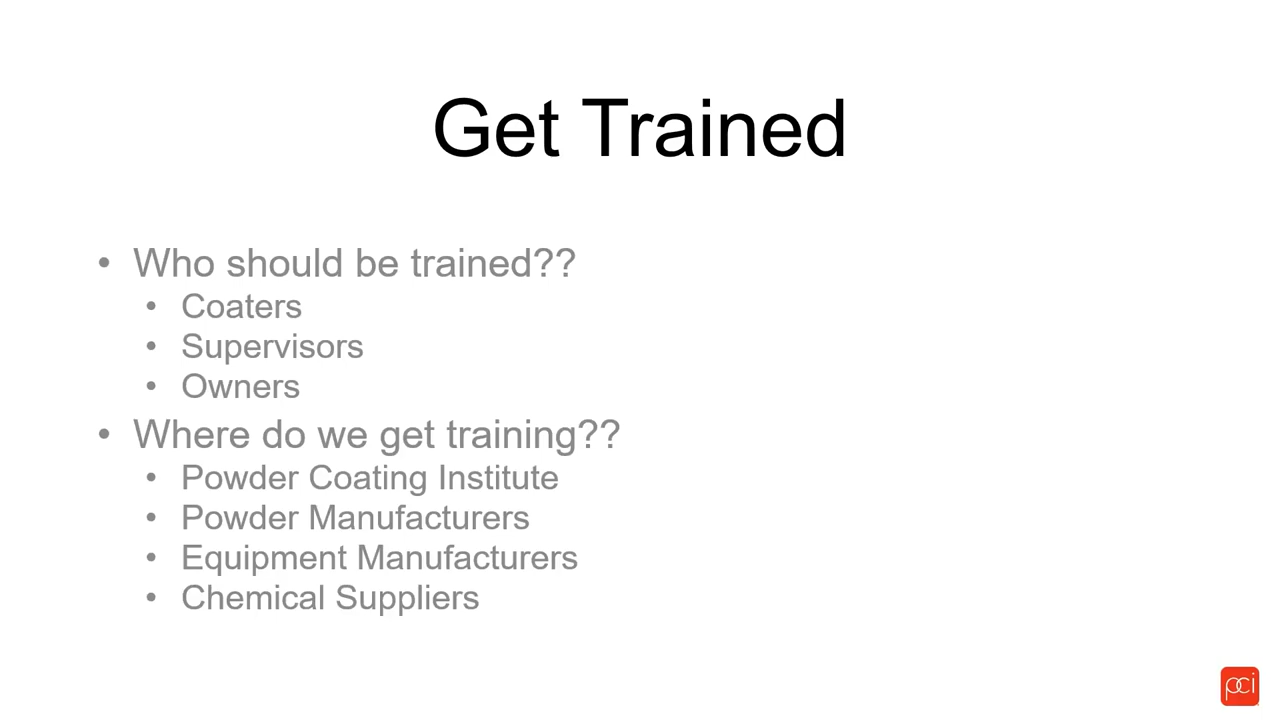 Get Trained
• Who should be trained??
• Coaters
• Supervisors
• Owners
• Where do we get training??
• Powder Coating Institute
• Powder Manufacturers
• Equipment Manufacturers
• Chemical Suppliers
pci